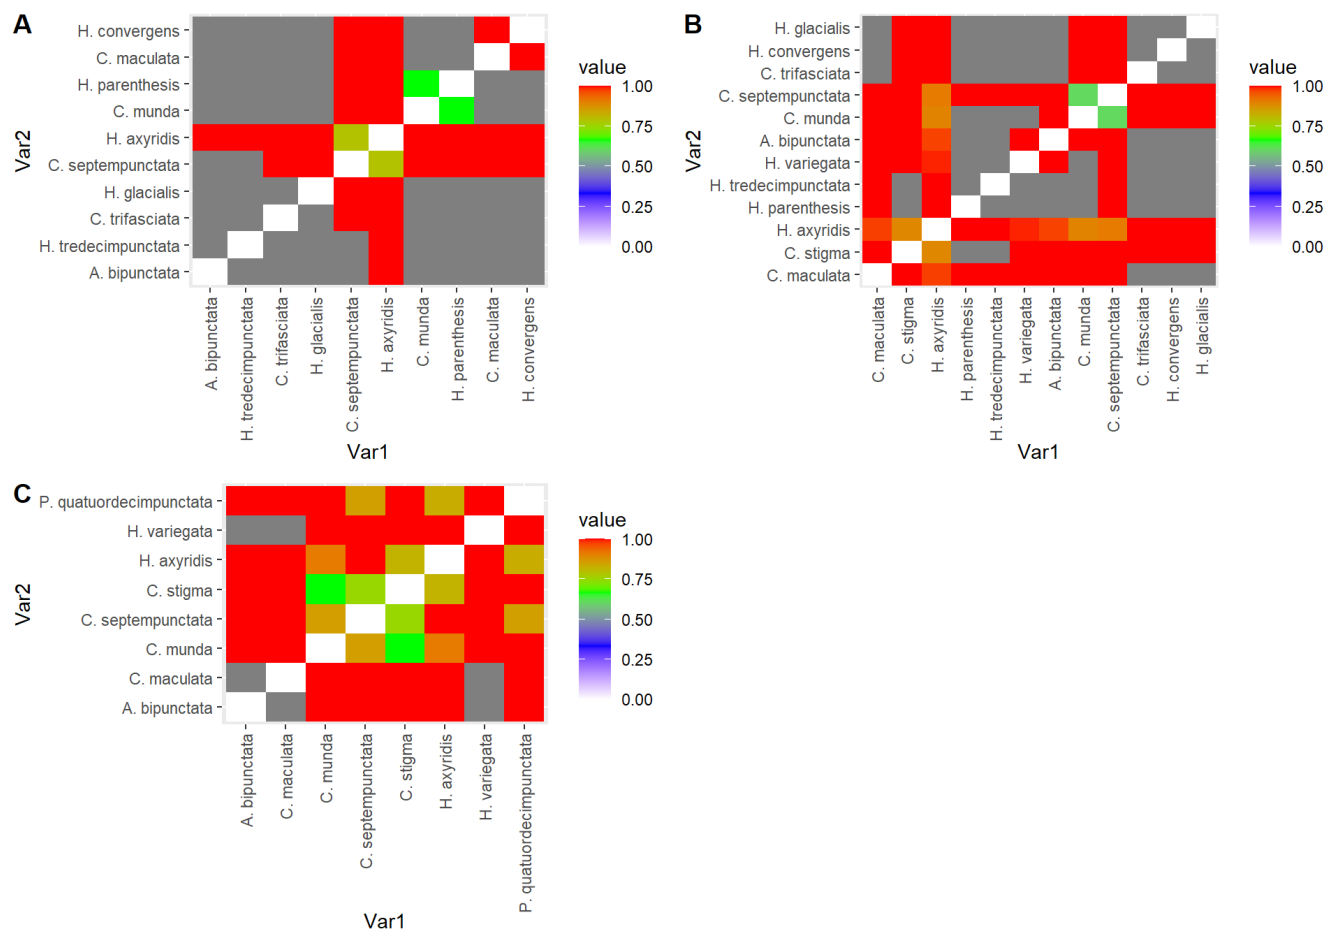 A
H. convergens
C. maculata
H. parenthesis
C. munda
H. axyridis
C. septempunctata
H. glacialis
C. trifasciata
H. tredecimpunctata
A. bipunctata
Var2
A. bipunctata
H. tredecimpunctata
C. trifasciata
H. glacialis
C. septempunctata
H. axyridis
C. munda
H. parenthesis
C. maculata
H. convergens
Var1
value
1.00
0.75
0.50
0.25
0.00
B
H. glacialis
H. convergens
C. trifasciata
C. septempunctata
C. munda
A. bipunctata
H. variegata
H. tredecimpunctata
H. parenthesis
H. axyridis
C. stigma
C. maculata
Var2
C. maculata
C. stigma
H. axyridis
H. parenthesis
H. tredecimpunctata
H. variegata
A. bipunctata
C. munda
C. septempunctata
C. trifasciata
H. convergens
H. glacialis
Var1
value
1.00
0.75
0.50
0.25
0.00
C
P. quatuordecimpunctata
H. variegata
H. axyridis
C. stigma
C. septempunctata
C. munda
C. maculata
A. bipunctata
Var2
A. bipunctata
C. maculata
C. munda
C. septempunctata
C. stigma
H. axyridis
H. variegata
P. quatuordecimpunctata
Var1
value
1.00
0.75
0.50
0.25
0.00